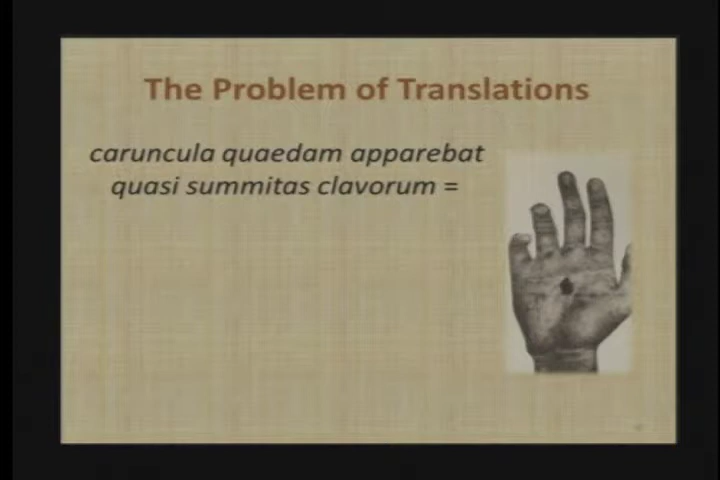 The Problem of Translations
caruncula quaedam apparebat
quasi summitas clavorum =